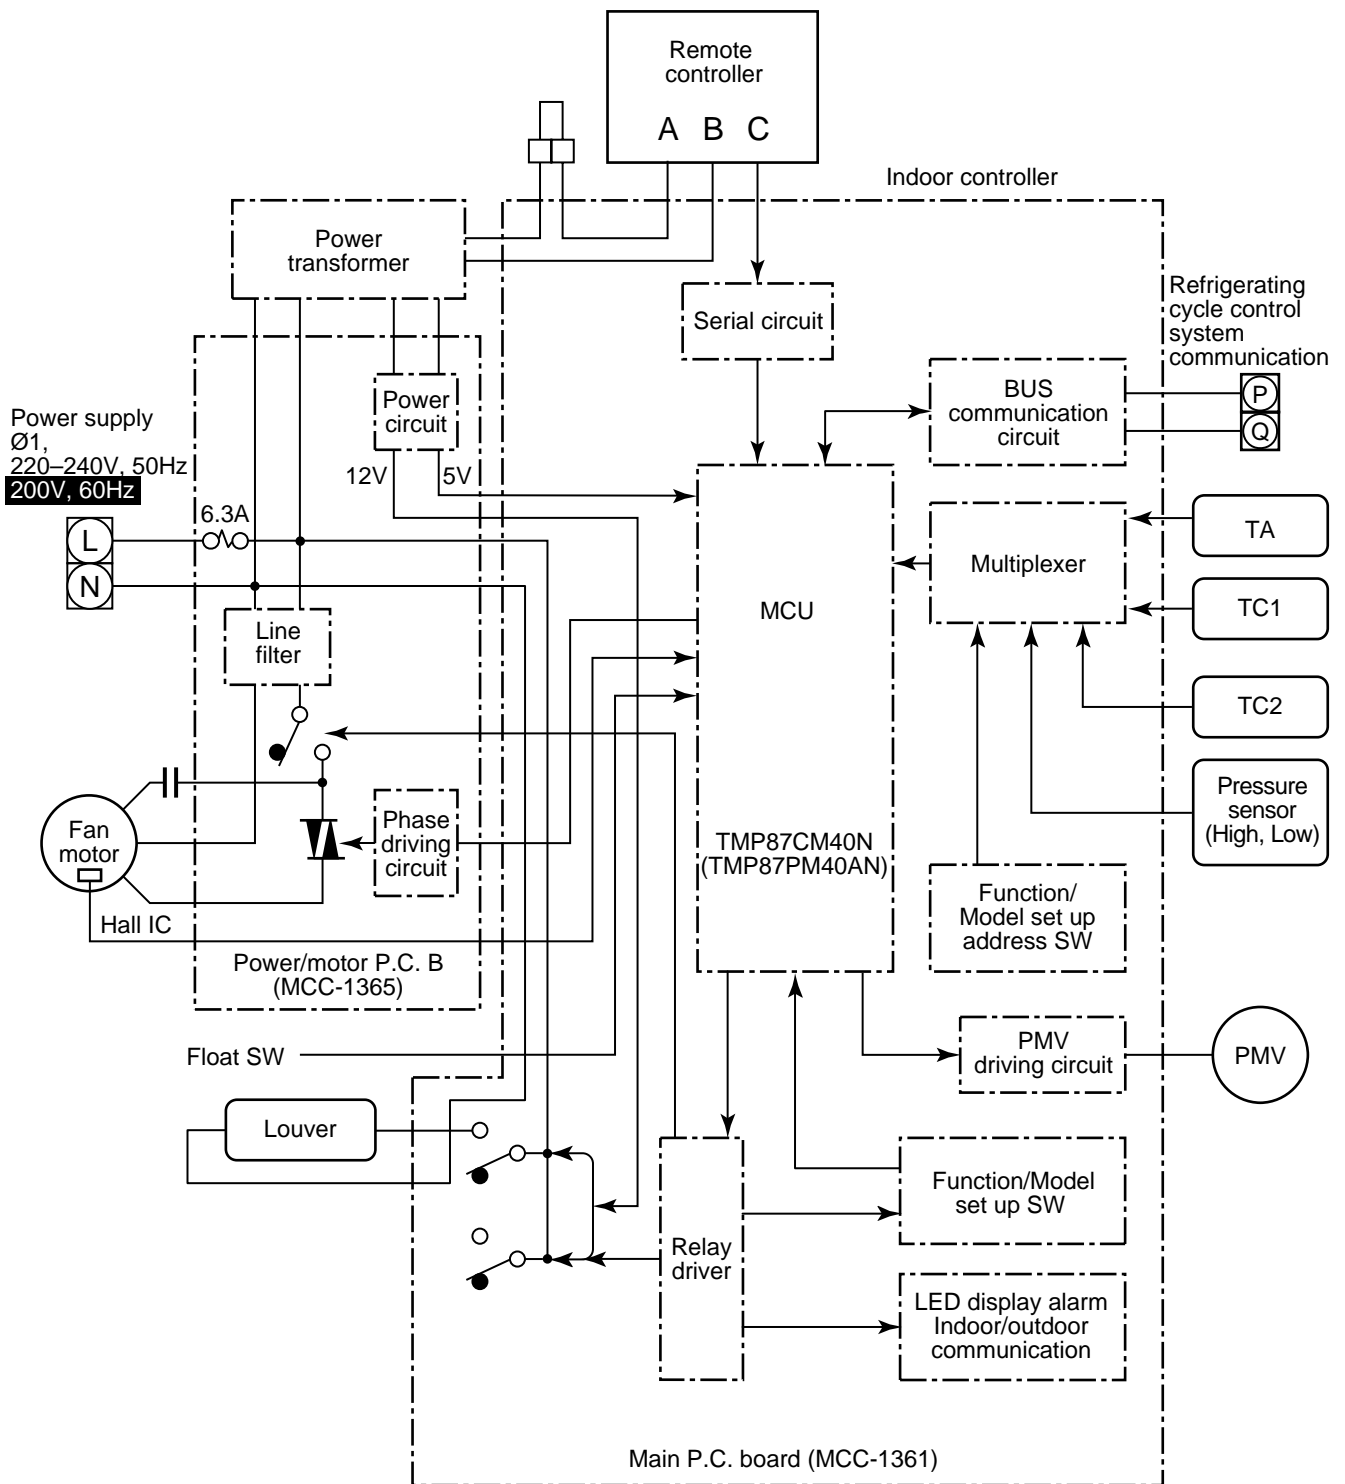 Remote
controller
A B C
Indoor controller
Power
transformer
Serial circuit
Refrigerating
cycle control
system
communication
P
Q
BUS
communication
circuit
Power
circuit
12V
5V
Power supply
Ø1,
220–240V, 50Hz
200V, 60Hz
6.3A
L
N
Line
filter
MCU
TMP87CM40N
(TMP87PM40AN)
Multiplexer
TA
TC1
TC2
Pressure
sensor
(High, Low)
Fan
motor
Phase
driving
circuit
Hall IC
Power/motor P.C. B
(MCC-1365)
Function/
Model set up
address SW
Float SW
PMV
driving circuit
PMV
Louver
Relay
driver
Function/Model
set up SW
LED display alarm
Indoor/outdoor
communication
Main P.C. board (MCC-1361)